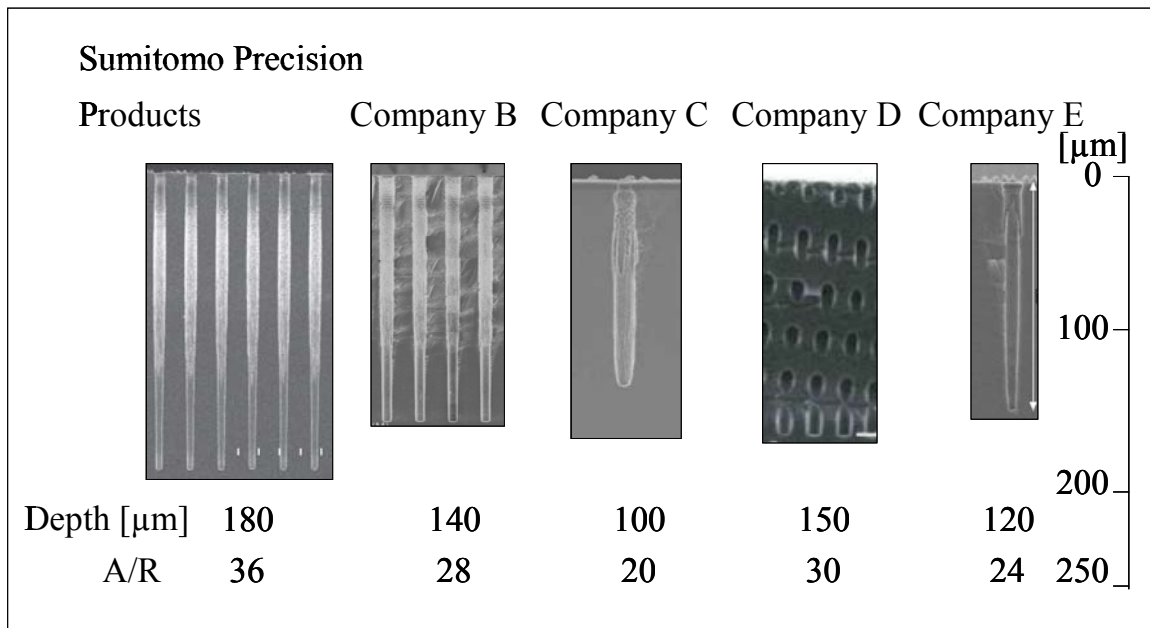 Sumitomo Precision
Products
Company B
Company C
Company D
Company E
[µm]
0
100
200
250
Depth [µm] 180 140 100 150 120
A/R 36 28 20 30 24